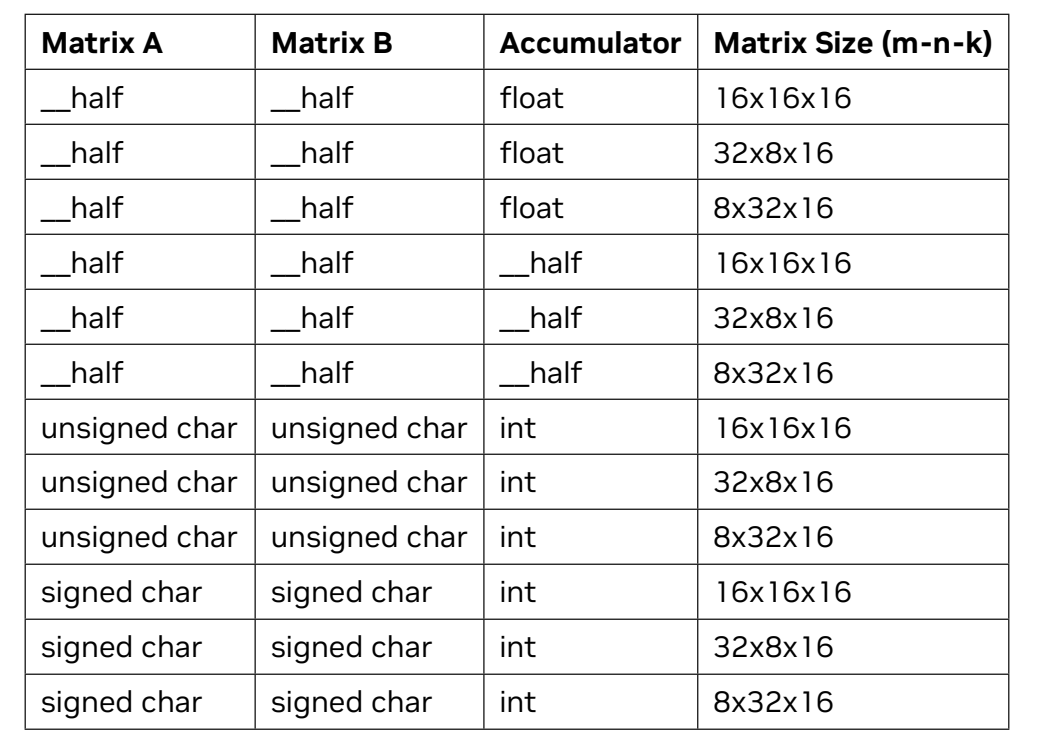 Matrix A Matrix B Accumulator Matrix Size (m-n-k)
__half __half float 16x16x16
__half __half float 32x8x16
__half __half float 8x32x16
__half __half __half 16x16x16
__half __half __half 32x8x16
__half __half __half 8x32x16
unsigned char unsigned char int 16x16x16
unsigned char unsigned char int 32x8x16
unsigned char unsigned char int 8x32x16
signed char signed char int 16x16x16
signed char signed char int 32x8x16
signed char signed char int 8x32x16